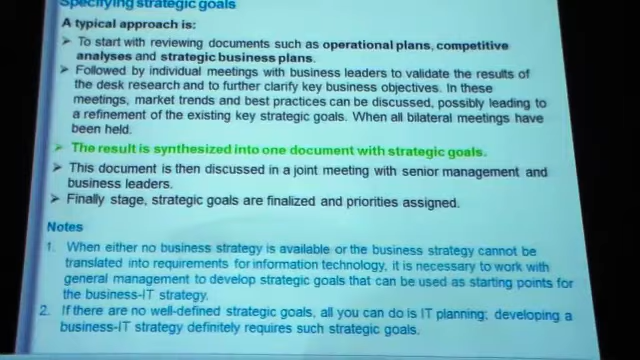 Specifying strategic goals
A typical approach is:
➢ To start with reviewing documents such as operational plans, competitive
analyses and strategic business plans.
➢ Followed by individual meetings with business leaders to validate the results of
the desk research and to further clarify key business objectives. In these
meetings, market trends and best practices can be discussed, possibly leading to
a refinement of the existing key strategic goals. When all bilateral meetings have
been held.
➢ The result is synthesized into one document with strategic goals.
➢ This document is then discussed in a joint meeting with senior management and
business leaders.
➢ Finally stage, strategic goals are finalized and priorities assigned.
Notes
1. When either no business strategy is available or the business strategy cannot be
translated into requirements for information technology, it is necessary to work with
general management to develop strategic goals that can be used as starting points for
the business-IT strategy.
2. If there are no well-defined strategic goals, all you can do is IT planning; developing a
business-IT strategy definitely requires such strategic goals.